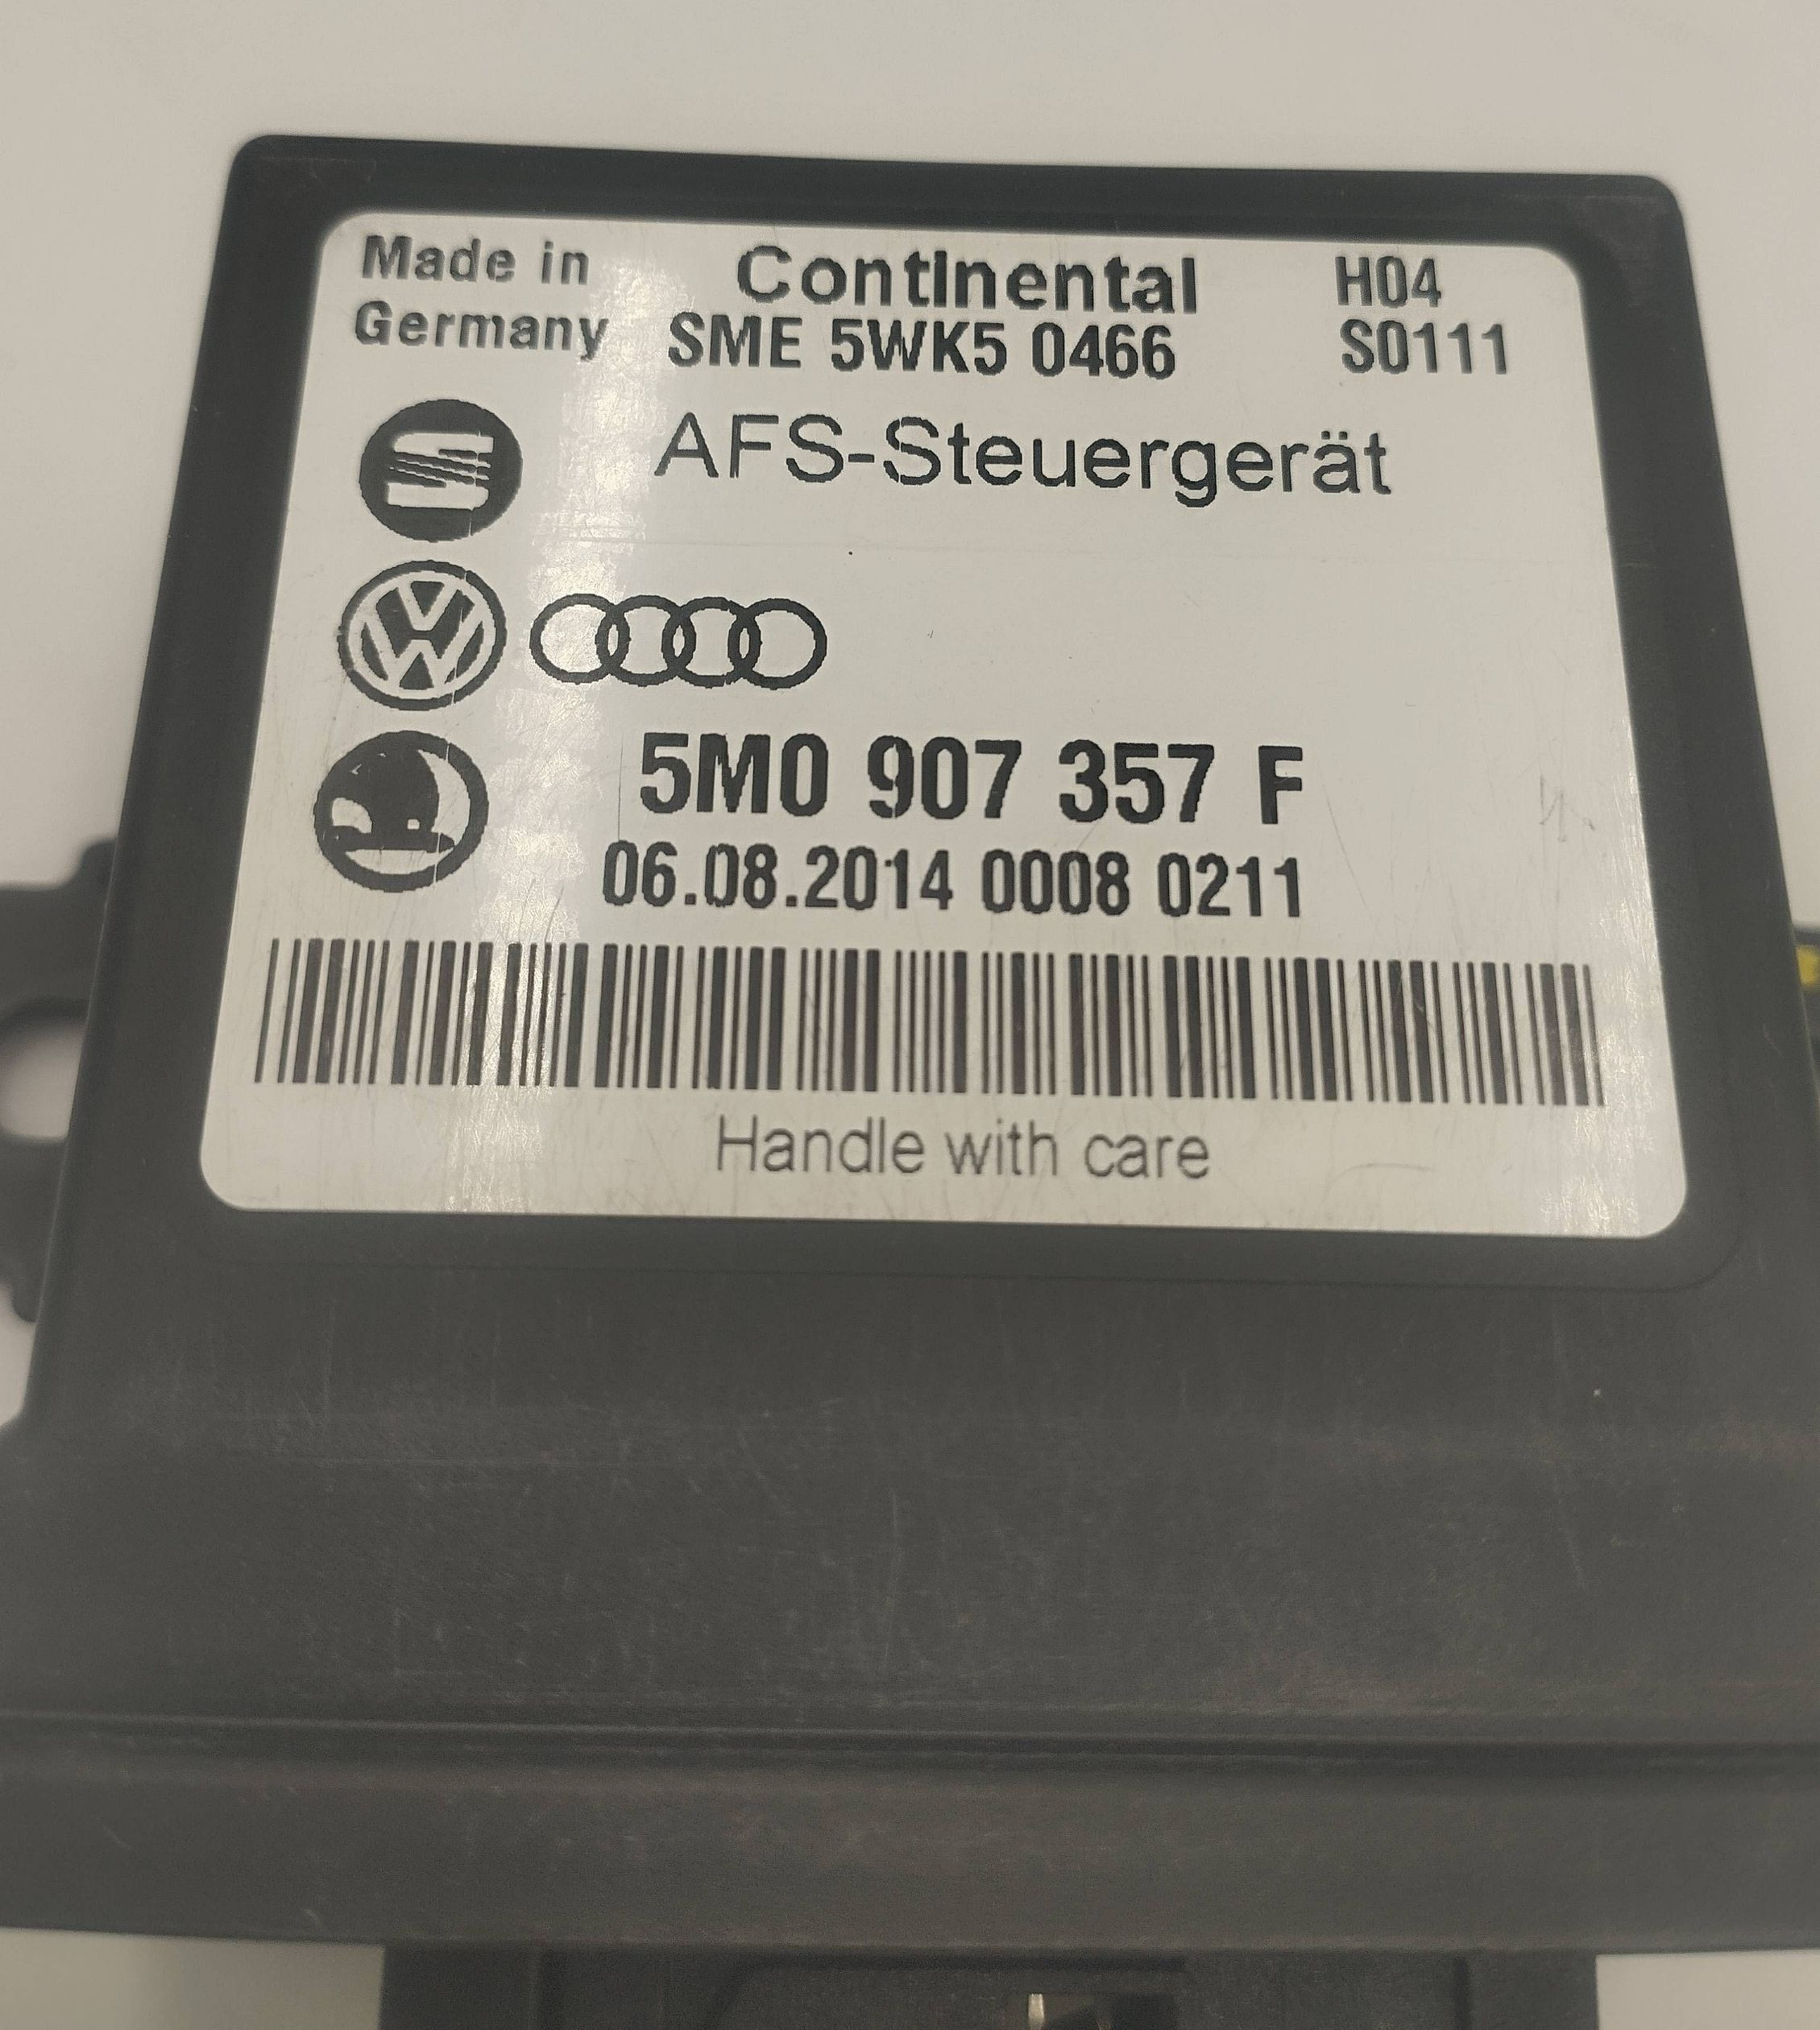 Made in Continental H04
Germany SME 5WK5 0466 S0111
AFS-Steuergerät
5M0 907 357 F
06.08.2014 0008 0211
Handle with care